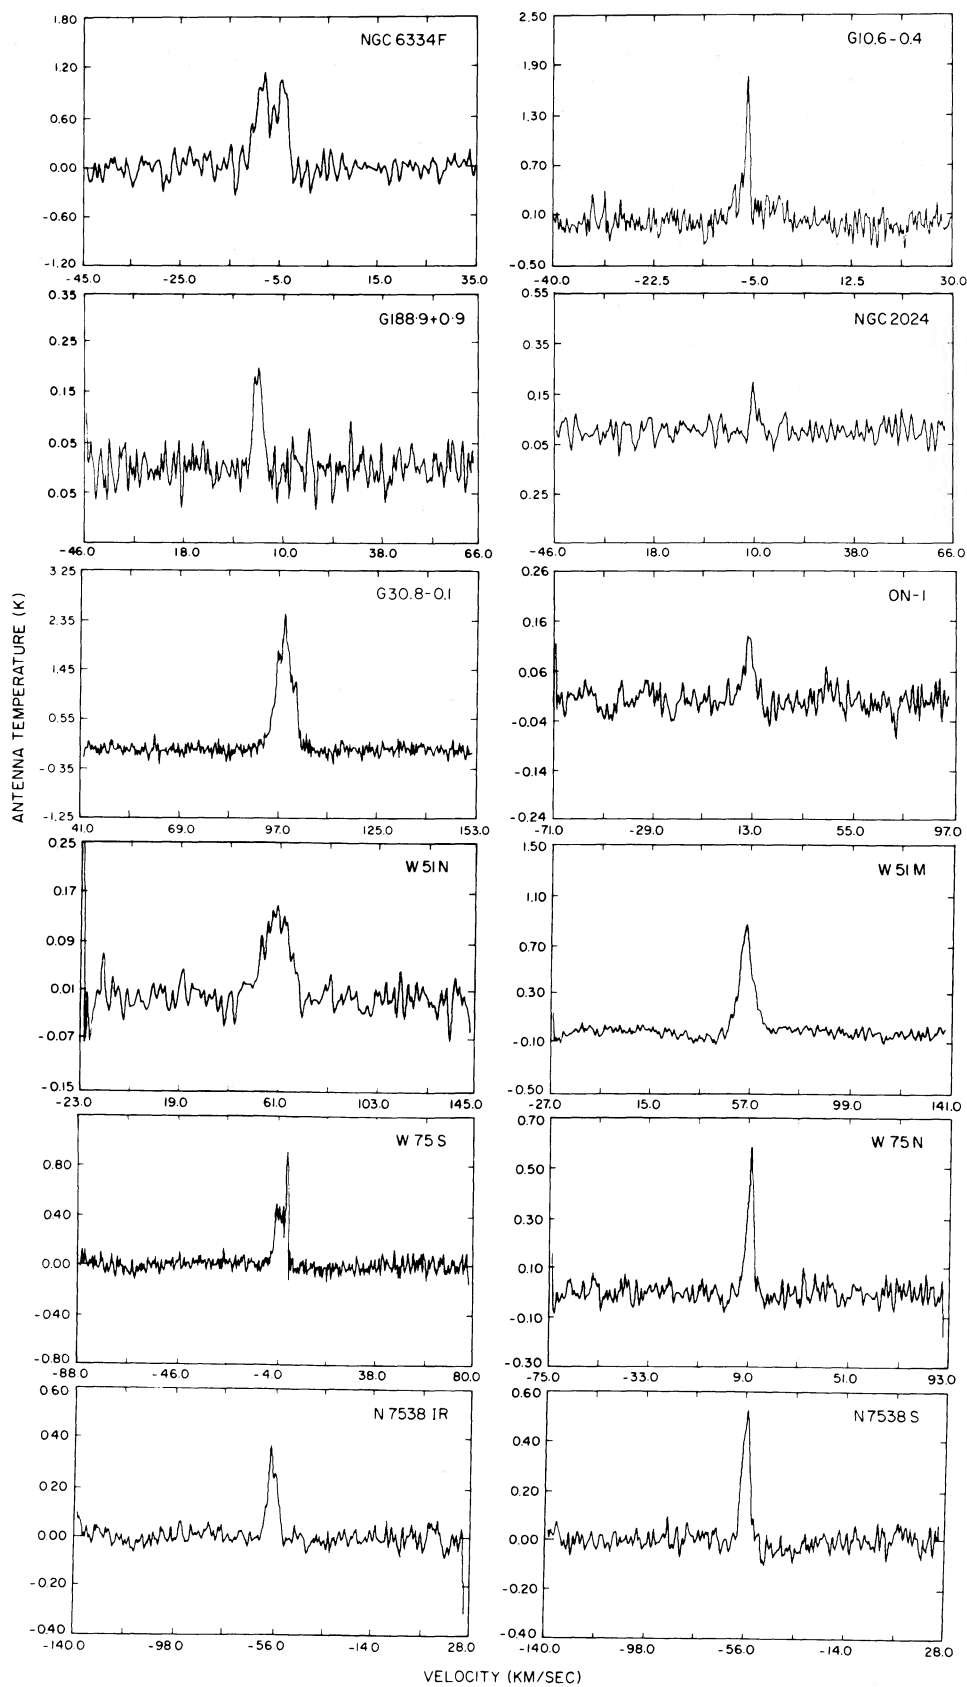 1.80
1.20
0.60
0.00
-0.60
-1.20
NGC 6334F
-45.0 -25.0 -5.0 15.0 35.0
2.50
1.90
1.30
0.70
0.10
-0.50
G10.6-0.4
-40.0 -22.5 -5.0 12.5 30.0
0.35
0.25
0.15
0.05
0.05
G188.9+0.9
-46.0 18.0 10.0 38.0 66.0
0.55
0.35
0.15
0.05
0.25
NGC 2024
-46.0 18.0 10.0 38.0 66.0
ANTENNA TEMPERATURE (K)
3.25
2.35
1.45
0.55
-0.35
-1.25
G30.8-0.1
41.0 69.0 97.0 125.0 153.0
0.26
0.16
0.06
-0.04
-0.14
-0.24
ON-1
-71.0 -29.0 13.0 55.0 97.0
0.25
0.17
0.09
0.01
-0.07
-0.15
W 51N
-23.0 19.0 61.0 103.0 145.0
1.50
1.10
0.70
0.30
-0.10
-0.50
W 51M
-27.0 15.0 57.0 99.0 141.0
0.80
0.40
0.00
-0.40
-0.80
W 75 S
-88.0 -46.0 -4.0 38.0 80.0
0.70
0.50
0.30
0.10
-0.10
-0.30
W 75 N
-75.0 -33.0 9.0 51.0 93.0
0.60
0.40
0.20
0.00
-0.20
-0.40
N 7538 IR
-140.0 -98.0 -56.0 -14.0 28.0
0.60
0.40
0.20
0.00
-0.20
-0.40
N 7538 S
-140.0 -98.0 -56.0 -14.0 28.0
VELOCITY (KM/SEC)